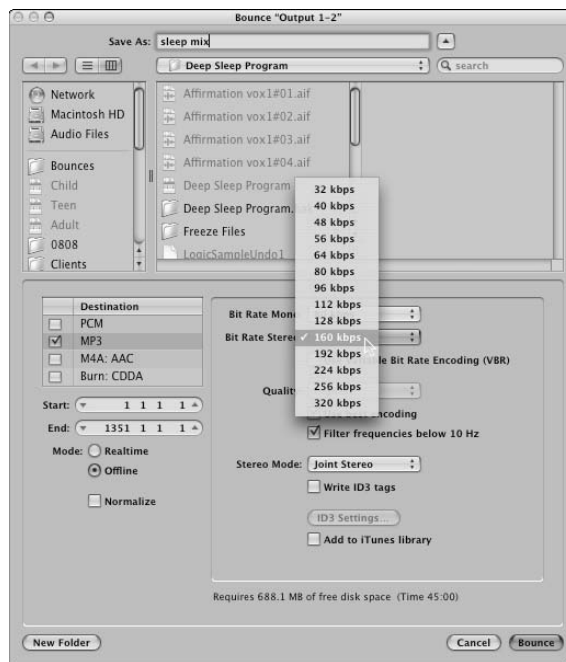 Bounce "Output 1-2"
Save As: sleep mix
Deep Sleep Program
search
Network
Macintosh HD
Audio Files
Bounces
Child
Teen
Adult
0808
Clients
Affirmation vox1#01.aif
Affirmation vox1#02.aif
Affirmation vox1#03.aif
Affirmation vox1#04.aif
Deep Sleep Program
Deep Sleep Program.
Freeze Files
LogicSampleUndo1
32 kbps
40 kbps
48 kbps
56 kbps
64 kbps
80 kbps
96 kbps
112 kbps
128 kbps
✓ 160 kbps
192 kbps
224 kbps
256 kbps
320 kbps
Destination
PCM
MP3
M4A: AAC
Burn: CDDA
Start: 1 1 1 1
End: 1351 1 1 1
Mode: Realtime
Offline
Normalize
Bit Rate Mono
Bit Rate Stereo
le Bit Rate Encoding (VBR)
Quality
encoding
Filter frequencies below 10 Hz
Stereo Mode: Joint Stereo
Write ID3 tags
ID3 Settings...
Add to iTunes library
Requires 688.1 MB of free disk space (Time 45:00)
New Folder
Cancel
Bounce